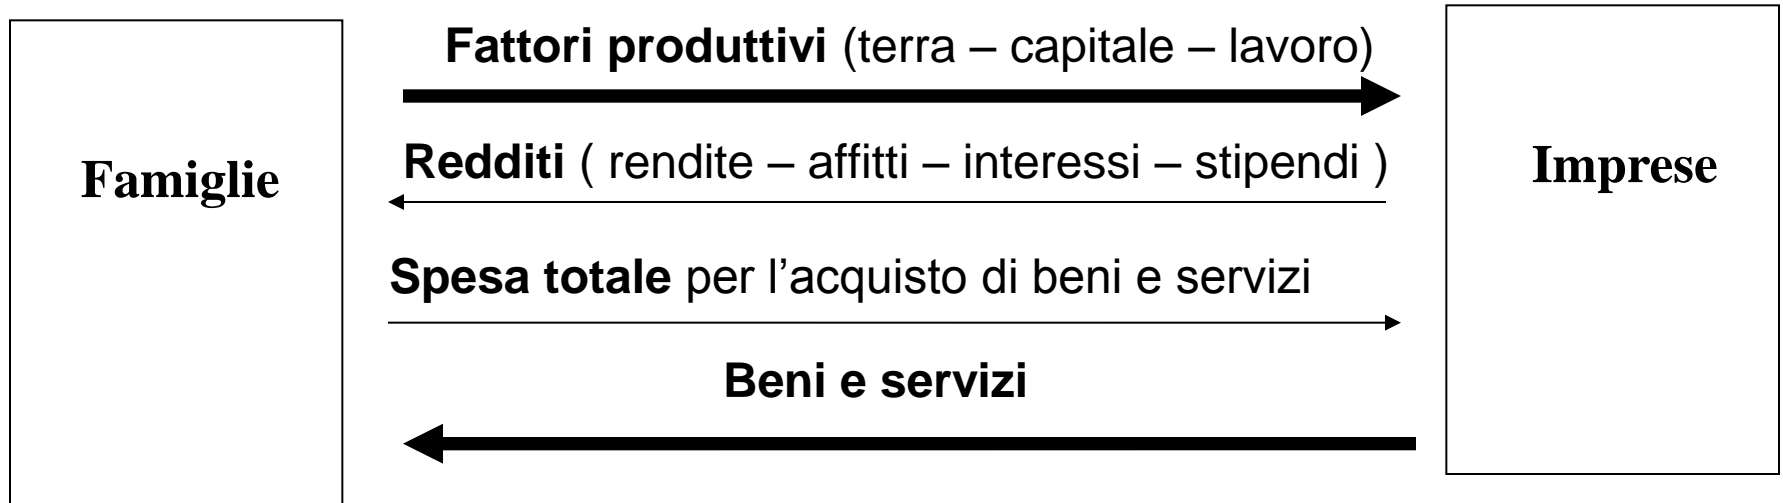 Fattori produttivi (terra – capitale – lavoro)
Famiglie
Redditi ( rendite – affitti – interessi – stipendi )
Imprese
Spesa totale per l’acquisto di beni e servizi
Beni e servizi